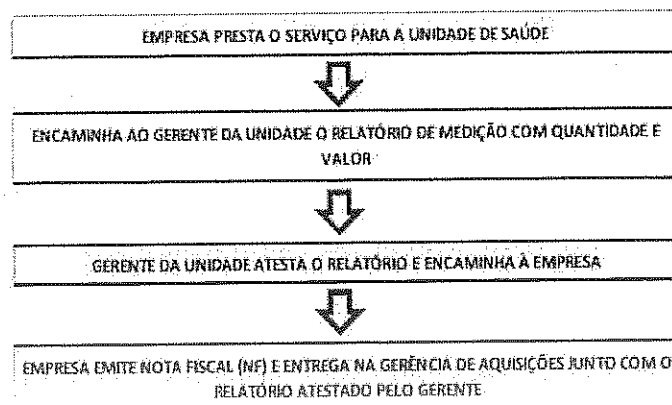 EMPRESA PRESTA O SERVIÇO PARA A UNIDADE DE SAÚDE
ENCAMINHA AO GERENTE DA UNIDADE O RELATÓRIO DE MEDIÇÃO COM QUANTIDADE E
VALOR
GERENTE DA UNIDADE ATESTA O RELATÓRIO E ENCAMINHA À EMPRESA
EMPRESA EMITE NOTA FISCAL (NF) E ENTREGA NA GERÊNCIA DE AQUISIÇÕES JUNTO COM O
RELATÓRIO ATESTADO PELO GERENTE